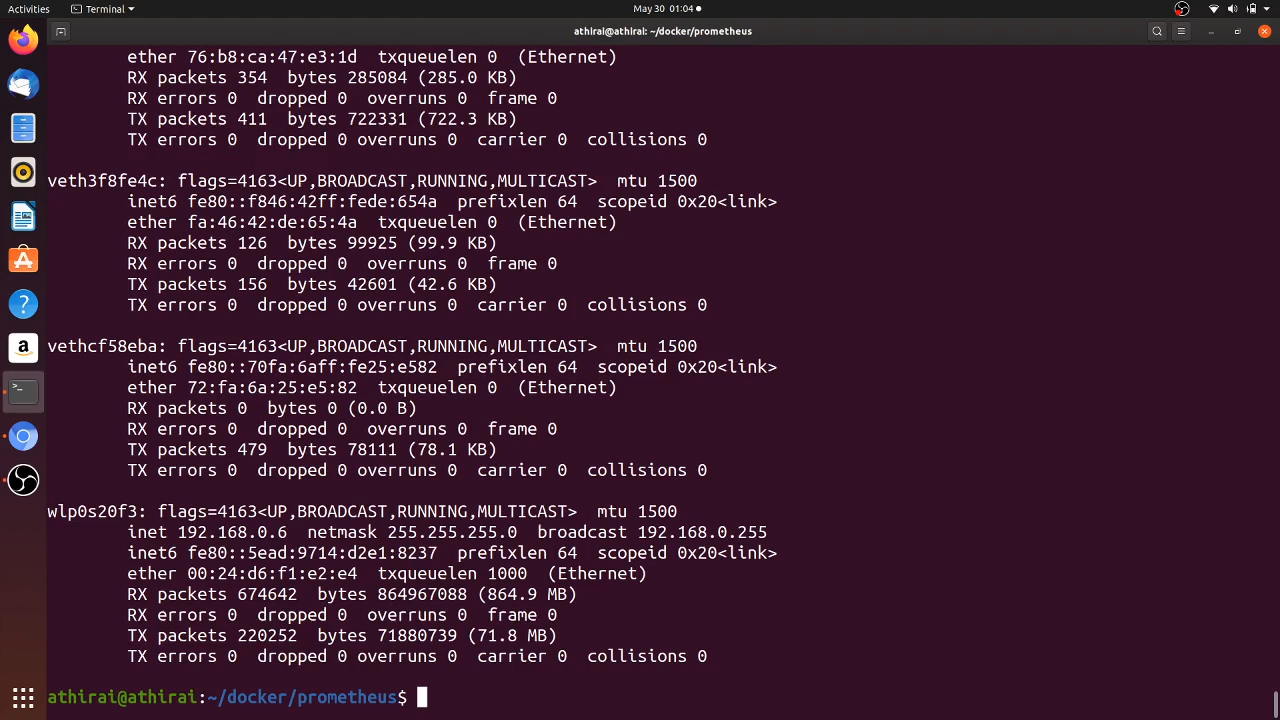 Activities
Terminal
May 30 01:04
athirai@athirai: ~/docker/prometheus
ether 76:b8:ca:47:e3:1d  txqueuelen 0  (Ethernet)
RX packets 354  bytes 285084 (285.0 KB)
RX errors 0  dropped 0  overruns 0  frame 0
TX packets 411  bytes 722331 (722.3 KB)
TX errors 0  dropped 0 overruns 0  carrier 0  collisions 0
veth3f8fe4c: flags=4163<UP,BROADCAST,RUNNING,MULTICAST>  mtu 1500
inet6 fe80::f846:42ff:fede:654a  prefixlen 64  scopeid 0x20<link>
ether fa:46:42:de:65:4a  txqueuelen 0  (Ethernet)
RX packets 126  bytes 99925 (99.9 KB)
RX errors 0  dropped 0  overruns 0  frame 0
TX packets 156  bytes 42601 (42.6 KB)
TX errors 0  dropped 0 overruns 0  carrier 0  collisions 0
vethcf58eba: flags=4163<UP,BROADCAST,RUNNING,MULTICAST>  mtu 1500
inet6 fe80::70fa:6aff:fe25:e582  prefixlen 64  scopeid 0x20<link>
ether 72:fa:6a:25:e5:82  txqueuelen 0  (Ethernet)
RX packets 0  bytes 0 (0.0 B)
RX errors 0  dropped 0  overruns 0  frame 0
TX packets 479  bytes 78111 (78.1 KB)
TX errors 0  dropped 0 overruns 0  carrier 0  collisions 0
wlp0s20f3: flags=4163<UP,BROADCAST,RUNNING,MULTICAST>  mtu 1500
inet 192.168.0.6  netmask 255.255.255.0  broadcast 192.168.0.255
inet6 fe80::5ead:9714:d2e1:8237  prefixlen 64  scopeid 0x20<link>
ether 00:24:d6:f1:e2:e4  txqueuelen 1000  (Ethernet)
RX packets 674642  bytes 864967088 (864.9 MB)
RX errors 0  dropped 0  overruns 0  frame 0
TX packets 220252  bytes 71880739 (71.8 MB)
TX errors 0  dropped 0 overruns 0  carrier 0  collisions 0
athirai@athirai:~/docker/prometheus$